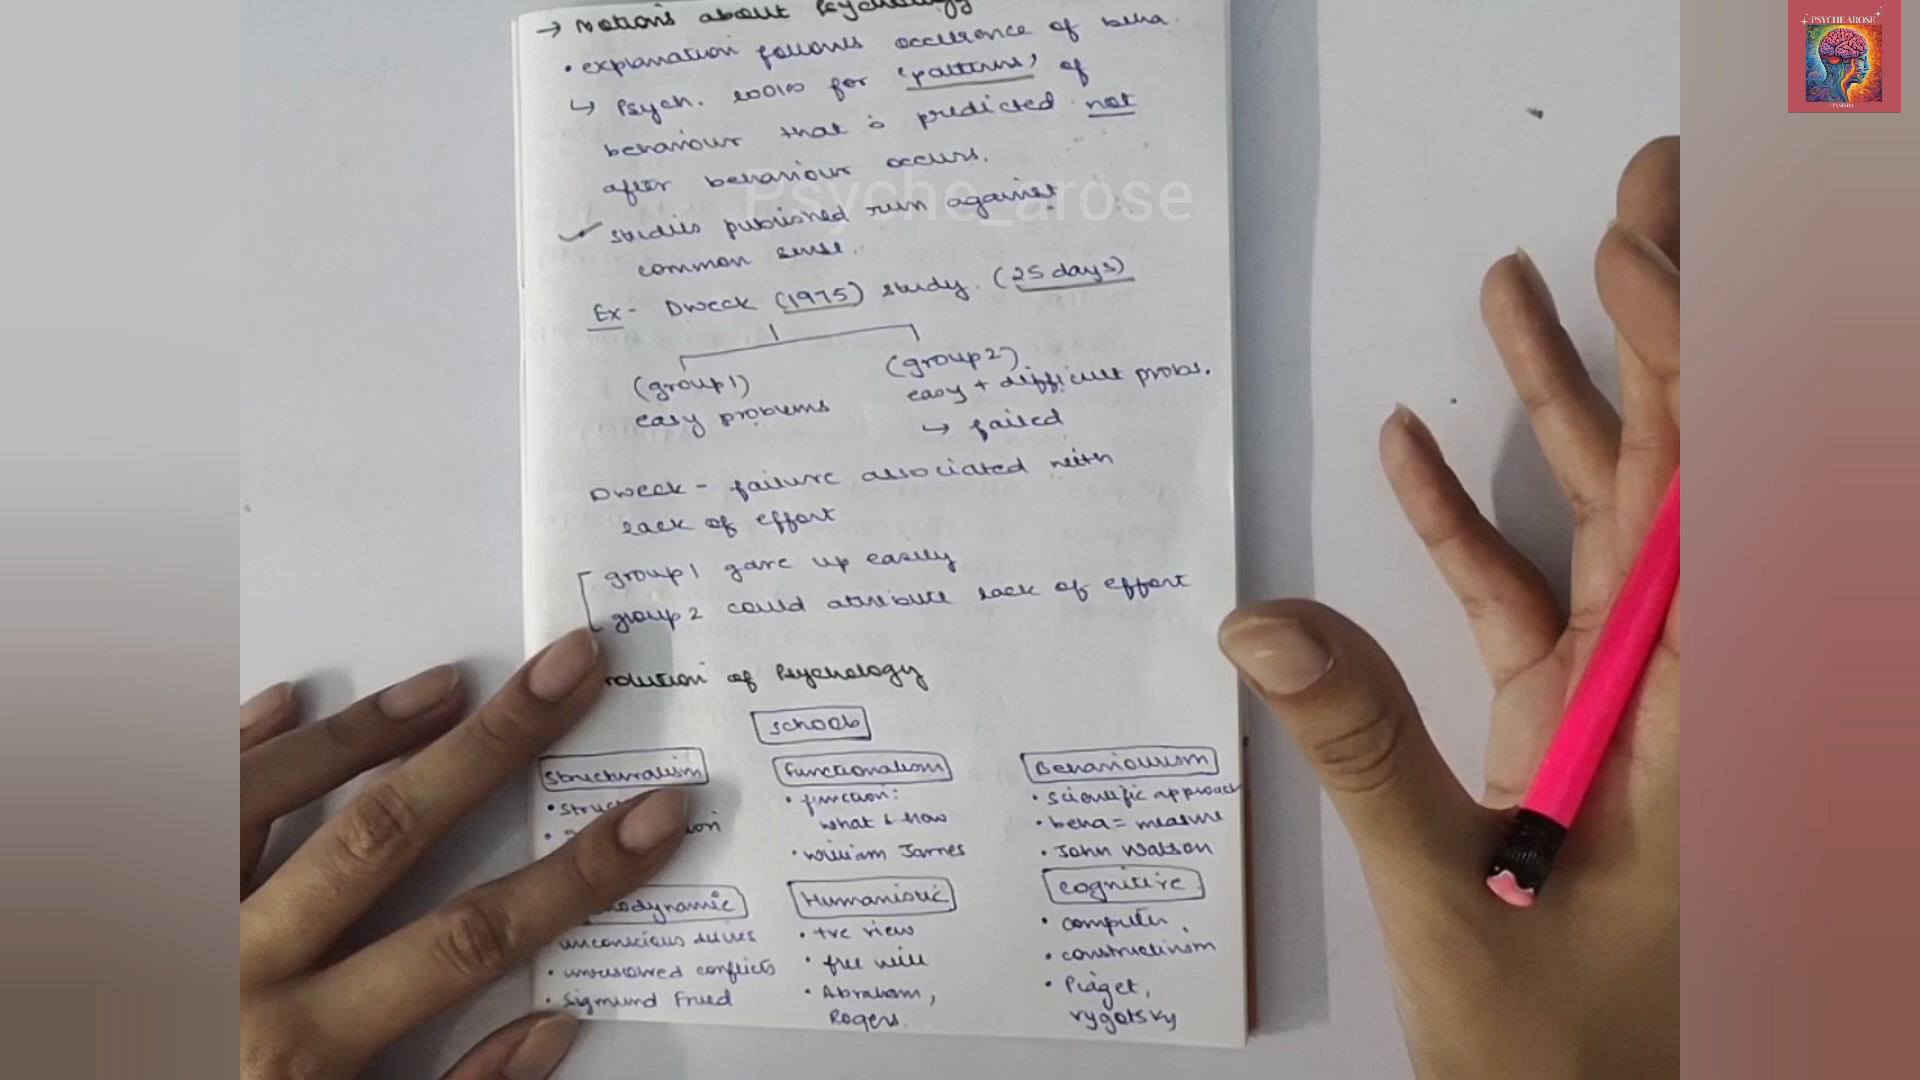 → Notions about Psychology
• explanation follows occurence of beha.
↳ Psych. looks for 'patterns' of
behaviour that is predicted not
after behaviour occurs.
Psyche_arose
studies published run against
common sense.
Ex - Dweck (1975) study. (25 days)
(group 1)
easy problems
(group 2)
easy + difficult probs.
↳ failed
Dweck - failure associated with
lack of effort
group 1 gave up easily
group 2 could attribute lack of effort
of Psychology
Schools
Structuralism
Functionalism
• function:
what & how
• William James
Behaviourism
• Scientific approach
• beha = measure
• John Watson
unconscious drives
• unresolved conflicts
• Sigmund Frued
Humanistic
• +ve view
• free will
• Abraham,
Rogers.
Cognitive
• computer
• constructivism
• Piaget,
vygotsky
PSYCHE AROSE
~TANISHA